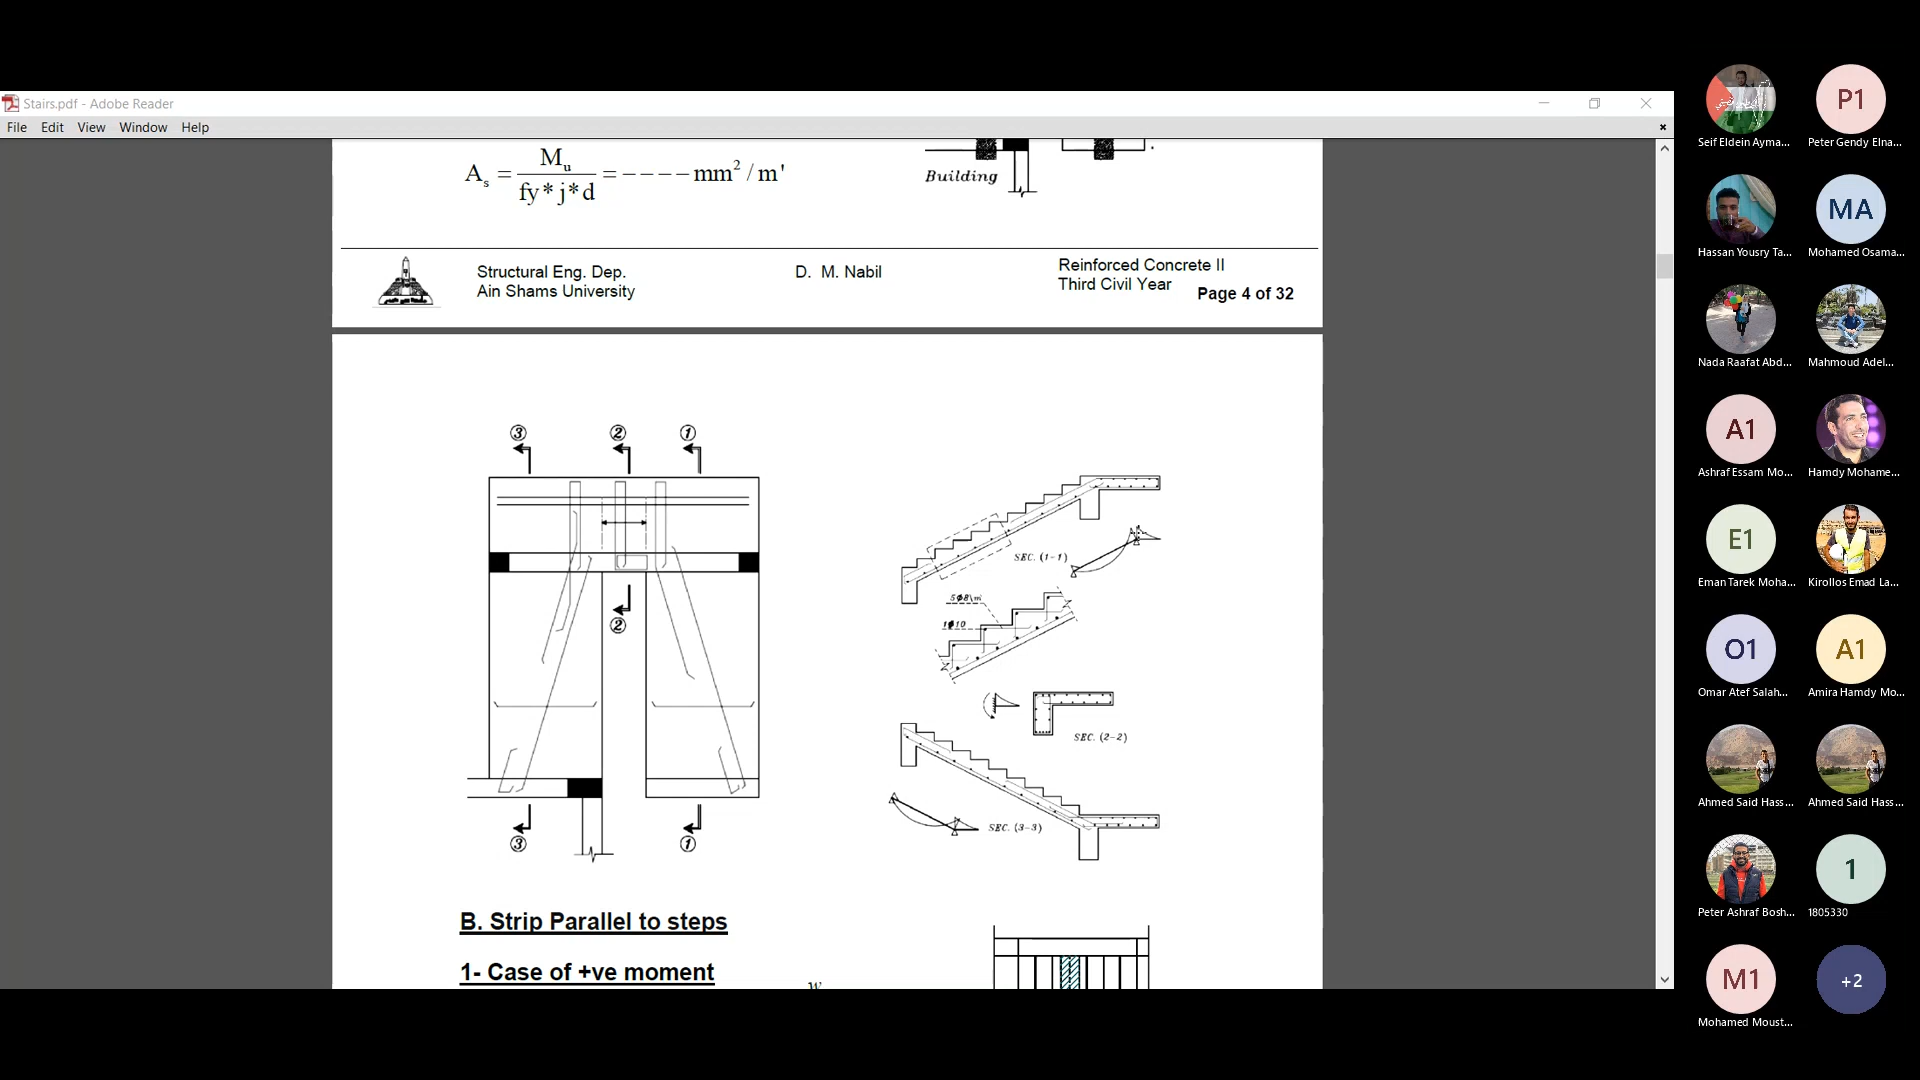 Stairs.pdf - Adobe Reader
File Edit View Window Help
A_s = M_u / fy * j * d = - - - - mm² / m'
Building
Structural Eng. Dep.
Ain Shams University
D. M. Nabil
Reinforced Concrete II
Third Civil Year
Page 4 of 32
3 2 1
2
3 1
SEC. (1-1)
5Φ8\m'
1Φ10
SEC. (2-2)
SEC. (3-3)
B. Strip Parallel to steps
1- Case of +ve moment
w
Seif Eldein Ayma...
P1
Peter Gendy Elna...
Hassan Yousry Ta...
MA
Mohamed Osama...
Nada Raafat Abd...
Mahmoud Adel...
A1
Ashraf Essam Mo...
Hamdy Mohame...
E1
Eman Tarek Moha...
Kirollos Emad La...
O1
Omar Atef Salah...
A1
Amira Hamdy Mo...
Ahmed Said Hass...
Ahmed Said Hass...
Peter Ashraf Bosh...
1
1805330
M1
Mohamed Moust...
+2